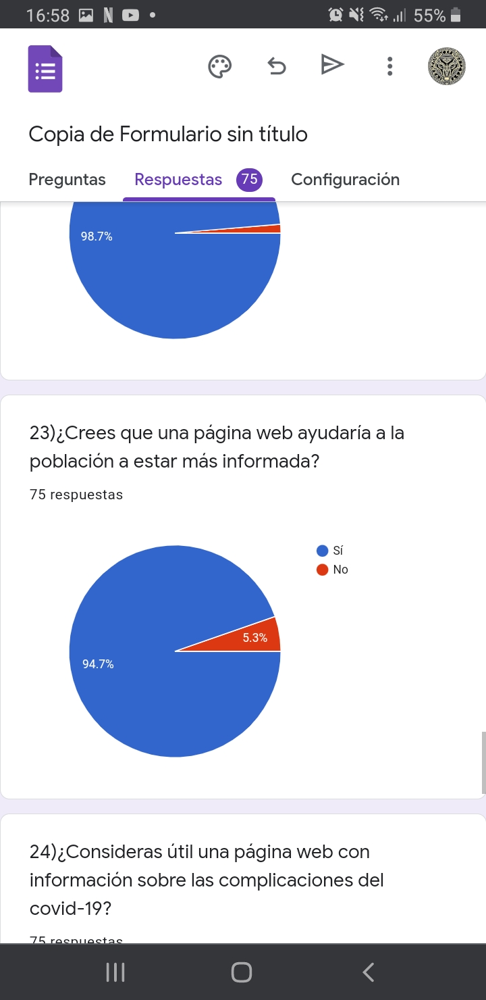 16:58
55%
Copia de Formulario sin título
Preguntas Respuestas 75 Configuración
98.7%
23)¿Crees que una página web ayudaría a la
población a estar más informada?
75 respuestas
Sí
No
5.3%
94.7%
24)¿Consideras útil una página web con
información sobre las complicaciones del
covid-19?
75 respuestas